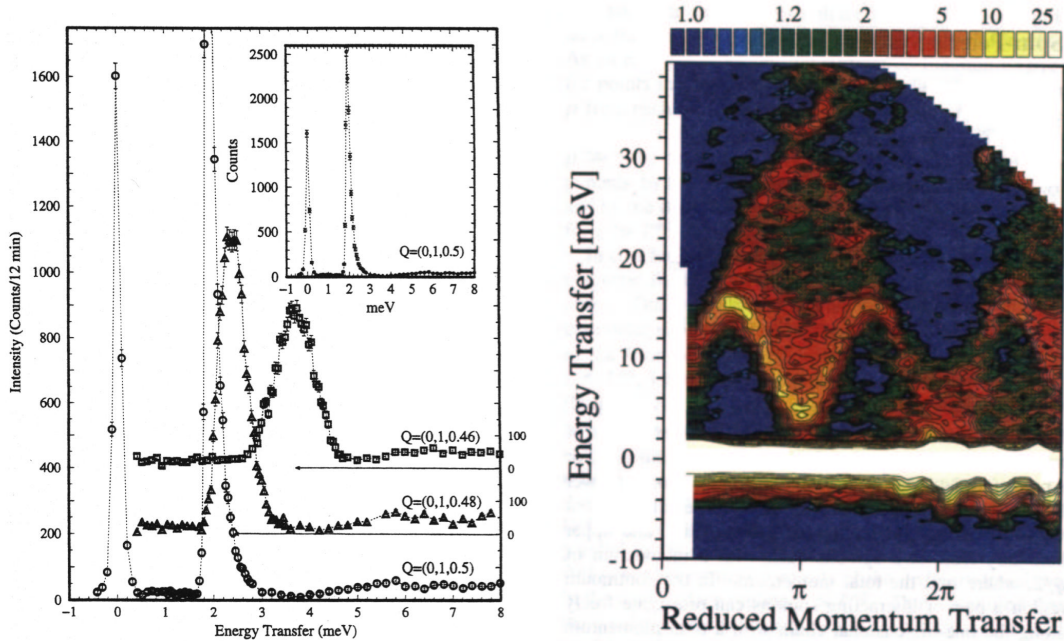 Intensity (Counts/12 min)
1600
1400
1200
1000
800
600
400
200
0
−1
0
1
2
3
4
5
6
7
8
Energy Transfer (meV)
−1 0 1 2 3 4 5 6 7 8
2500
2000
1500
1000
500
0
Counts
Q=(0,1,0.5)
meV
Q=(0,1,0.46)
100
0
Q=(0,1,0.48)
100
0
Q=(0,1,0.5)
1.0 1.2 2 5 10 25
Energy Transfer [meV]
30
20
10
0
-10
0 π 2π
Reduced Momentum Transfer